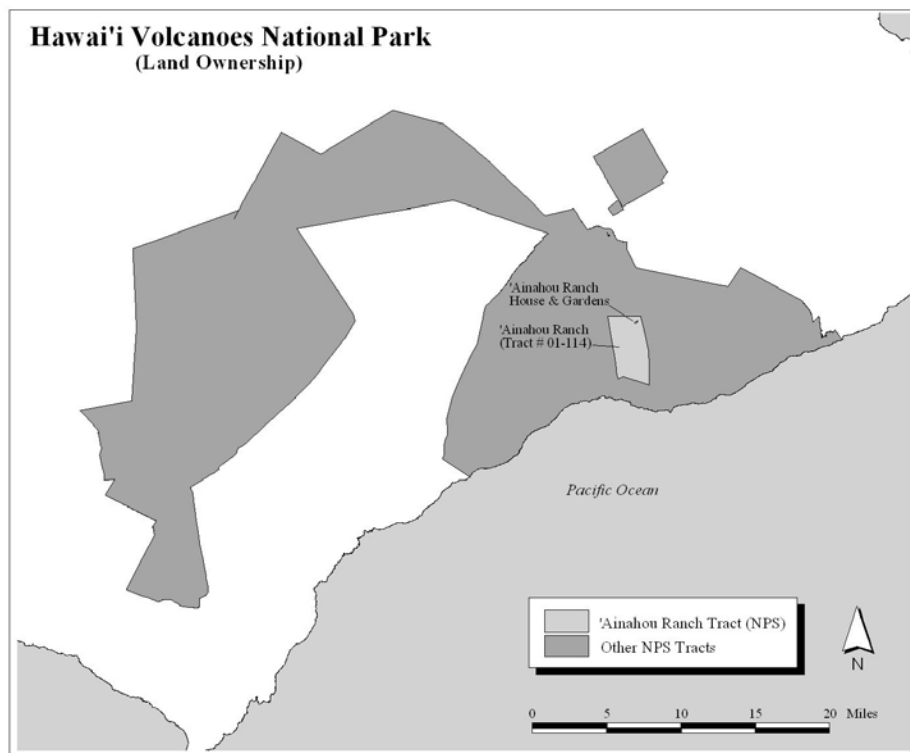 Hawai'i Volcanoes National Park
(Land Ownership)
'Ainahou Ranch
House & Gardens
'Ainahou Ranch
(Tract # 01-114)
Pacific Ocean
'Ainahou Ranch Tract (NPS)
Other NPS Tracts
N
0 5 10 15 20 Miles